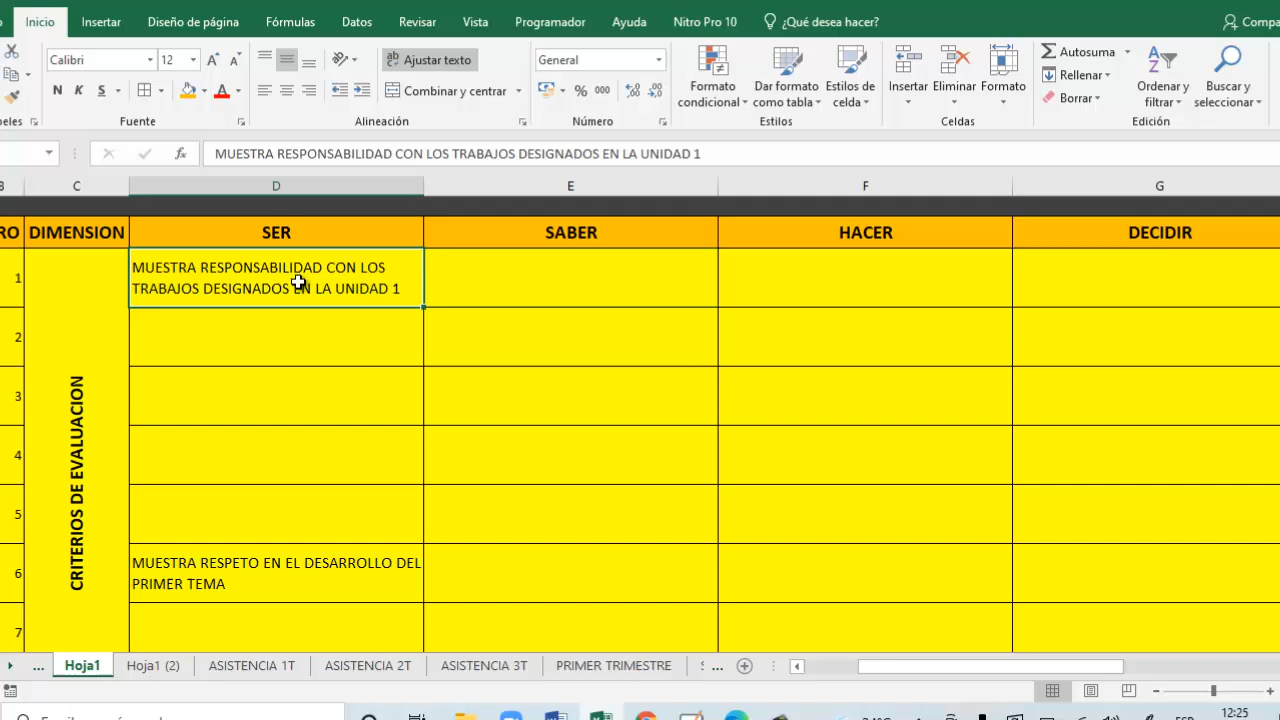 Inicio Insertar Diseño de página Fórmulas Datos Revisar Vista Programador Ayuda Nitro Pro 10 ¿Qué desea hacer? Compa
Calibri 12 Ajustar texto General Autosuma
N K S Combinar y centrar % 000 Formato condicional Dar formato como tabla Estilos de celda Insertar Eliminar Formato Rellenar Borrar Ordenar y filtrar Buscar y seleccionar
peles Fuente Alineación Número Estilos Celdas Edición
fx MUESTRA RESPONSABILIDAD CON LOS TRABAJOS DESIGNADOS EN LA UNIDAD 1
B C D E F G
RO DIMENSION SER SABER HACER DECIDIR
1 MUESTRA RESPONSABILIDAD CON LOS
TRABAJOS DESIGNADOS EN LA UNIDAD 1
2
3
4
5
CRITERIOS DE EVALUACION
6 MUESTRA RESPETO EN EL DESARROLLO DEL
PRIMER TEMA
7
... Hoja1 Hoja1 (2) ASISTENCIA 1T ASISTENCIA 2T ASISTENCIA 3T PRIMER TRIMESTRE ...
12:25